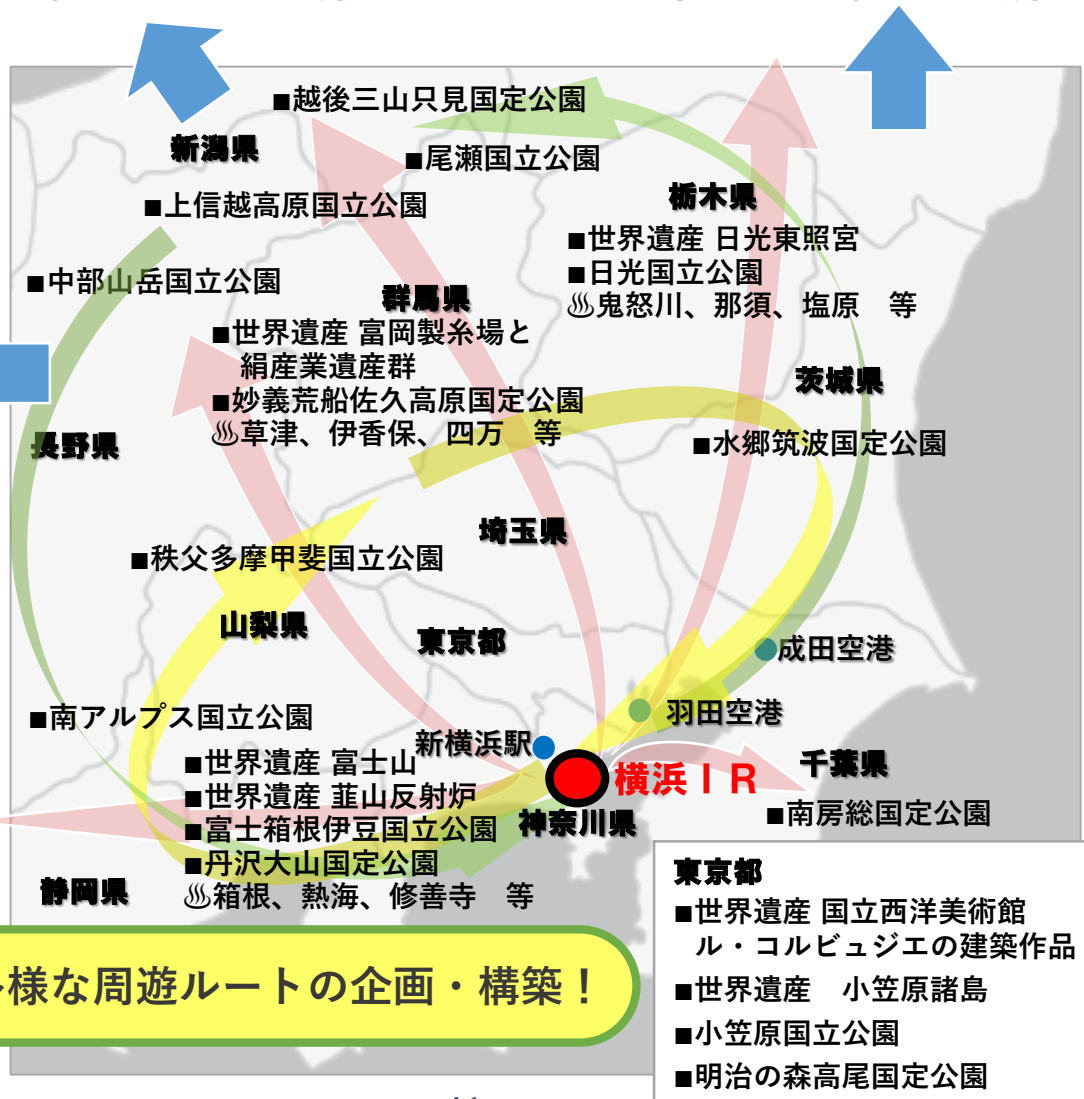 ■越後三山只見国定公園
新潟県
■尾瀬国立公園
■上信越高原国立公園
栃木県
■世界遺産 日光東照宮
■日光国立公園
♨鬼怒川、那須、塩原　等
■中部山岳国立公園
群馬県
■世界遺産 富岡製糸場と
絹産業遺産群
■妙義荒船佐久高原国定公園
♨草津、伊香保、四万　等
茨城県
■水郷筑波国定公園
長野県
埼玉県
■秩父多摩甲斐国立公園
山梨県
東京都
成田空港
羽田空港
■南アルプス国立公園
新横浜駅
■世界遺産 富士山
■世界遺産 韮山反射炉
■富士箱根伊豆国立公園
■丹沢大山国定公園
♨箱根、熱海、修善寺　等
横浜ＩＲ
神奈川県
千葉県
■南房総国定公園
静岡県
様な周遊ルートの企画・構築！
東京都
■世界遺産 国立西洋美術館
ル・コルビュジエの建築作品
■世界遺産　小笠原諸島
■小笠原国立公園
■明治の森高尾国定公園